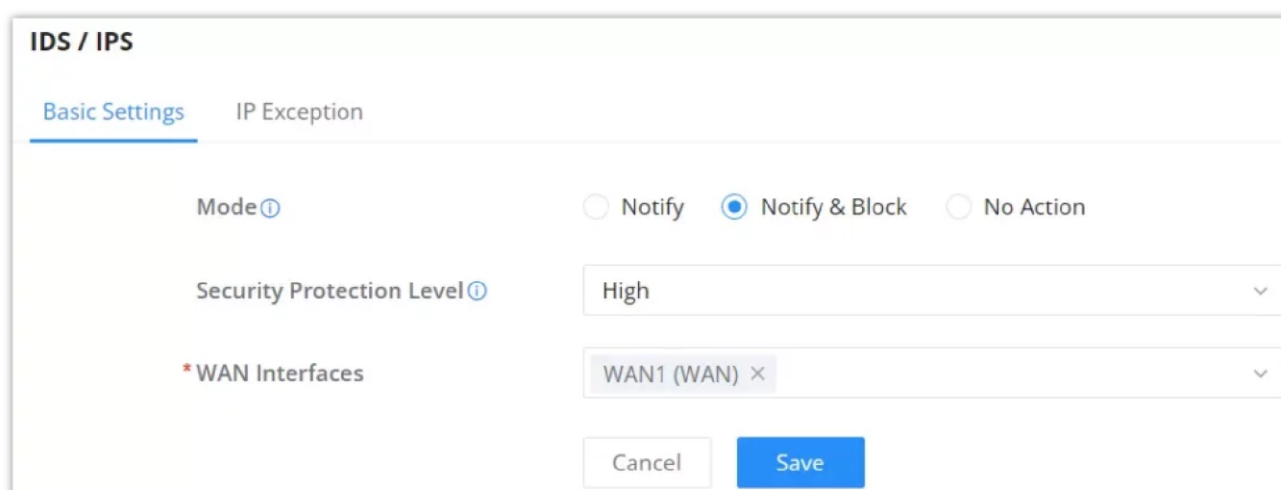 IDS / IPS
Basic Settings IP Exception
Mode Notify Notify & Block No Action
Security Protection Level High
* WAN Interfaces WAN1 (WAN) ×
Cancel Save